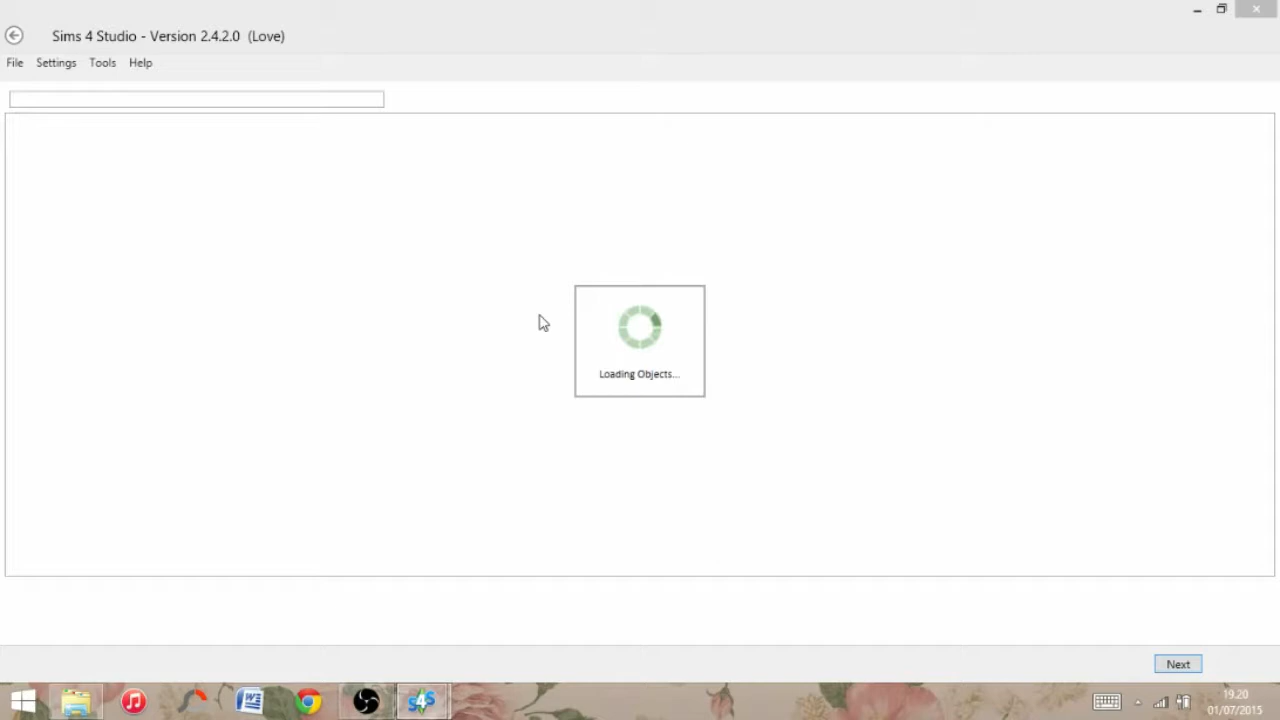 Sims 4 Studio - Version 2.4.2.0 (Love)
File Settings Tools Help
Loading Objects...
Next
W
S4S
19.20
01/07/2015